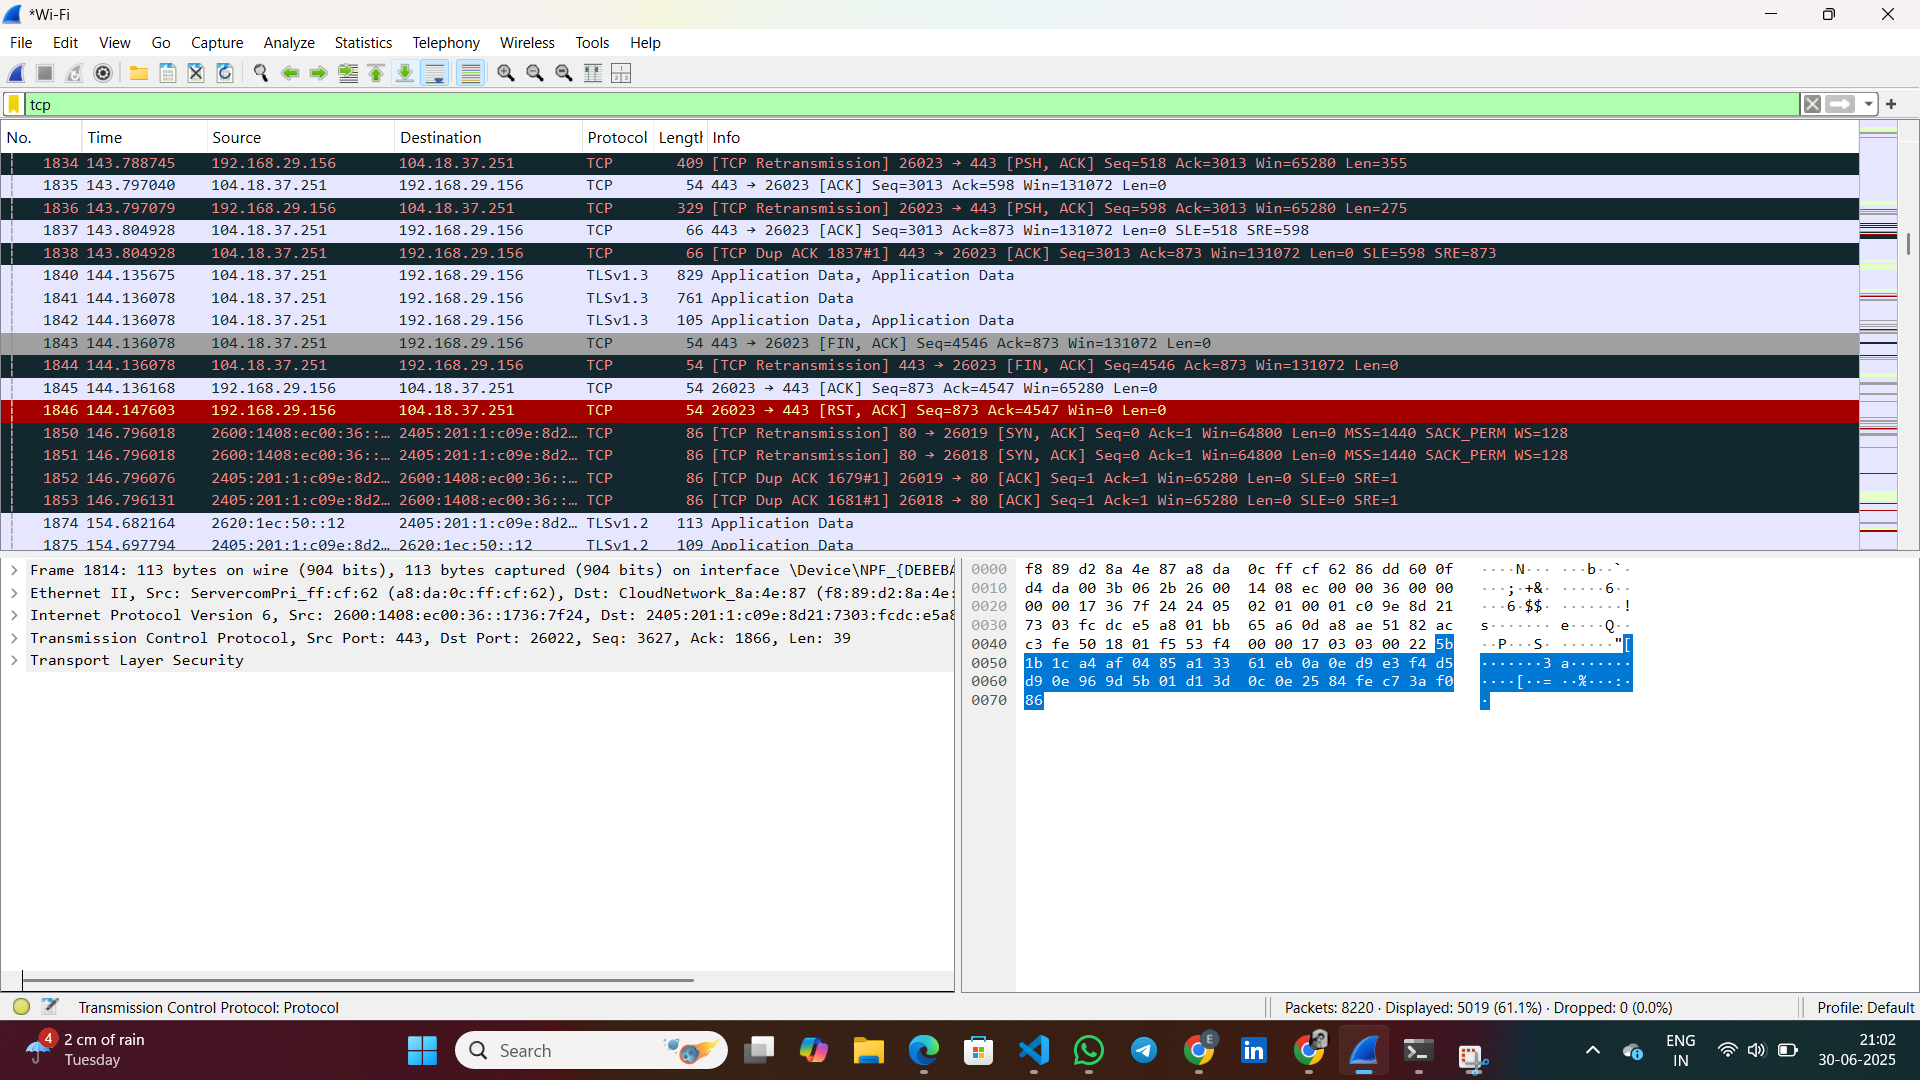 *Wi-Fi
File Edit View Go Capture Analyze Statistics Telephony Wireless Tools Help
tcp
No. Time Source Destination Protocol Length Info
1834 143.788745 192.168.29.156 104.18.37.251 TCP 409 [TCP Retransmission] 26023 → 443 [PSH, ACK] Seq=518 Ack=3013 Win=65280 Len=355
1835 143.797040 104.18.37.251 192.168.29.156 TCP 54 443 → 26023 [ACK] Seq=3013 Ack=598 Win=131072 Len=0
1836 143.797079 192.168.29.156 104.18.37.251 TCP 329 [TCP Retransmission] 26023 → 443 [PSH, ACK] Seq=598 Ack=3013 Win=65280 Len=275
1837 143.804928 104.18.37.251 192.168.29.156 TCP 66 443 → 26023 [ACK] Seq=3013 Ack=873 Win=131072 Len=0 SLE=518 SRE=598
1838 143.804928 104.18.37.251 192.168.29.156 TCP 66 [TCP Dup ACK 1837#1] 443 → 26023 [ACK] Seq=3013 Ack=873 Win=131072 Len=0 SLE=598 SRE=873
1840 144.135675 104.18.37.251 192.168.29.156 TLSv1.3 829 Application Data, Application Data
1841 144.136078 104.18.37.251 192.168.29.156 TLSv1.3 761 Application Data
1842 144.136078 104.18.37.251 192.168.29.156 TLSv1.3 105 Application Data, Application Data
1843 144.136078 104.18.37.251 192.168.29.156 TCP 54 443 → 26023 [FIN, ACK] Seq=4546 Ack=873 Win=131072 Len=0
1844 144.136078 104.18.37.251 192.168.29.156 TCP 54 [TCP Retransmission] 443 → 26023 [FIN, ACK] Seq=4546 Ack=873 Win=131072 Len=0
1845 144.136168 192.168.29.156 104.18.37.251 TCP 54 26023 → 443 [ACK] Seq=873 Ack=4547 Win=65280 Len=0
1846 144.147603 192.168.29.156 104.18.37.251 TCP 54 26023 → 443 [RST, ACK] Seq=873 Ack=4547 Win=0 Len=0
1850 146.796018 2600:1408:ec00:36::… 2405:201:1:c09e:8d2… TCP 86 [TCP Retransmission] 80 → 26019 [SYN, ACK] Seq=0 Ack=1 Win=64800 Len=0 MSS=1440 SACK_PERM WS=128
1851 146.796018 2600:1408:ec00:36::… 2405:201:1:c09e:8d2… TCP 86 [TCP Retransmission] 80 → 26018 [SYN, ACK] Seq=0 Ack=1 Win=64800 Len=0 MSS=1440 SACK_PERM WS=128
1852 146.796076 2405:201:1:c09e:8d2… 2600:1408:ec00:36::… TCP 86 [TCP Dup ACK 1679#1] 26019 → 80 [ACK] Seq=1 Ack=1 Win=65280 Len=0 SLE=0 SRE=1
1853 146.796131 2405:201:1:c09e:8d2… 2600:1408:ec00:36::… TCP 86 [TCP Dup ACK 1681#1] 26018 → 80 [ACK] Seq=1 Ack=1 Win=65280 Len=0 SLE=0 SRE=1
1874 154.682164 2620:1ec:50::12 2405:201:1:c09e:8d2… TLSv1.2 113 Application Data
1875 154.697794 2405:201:1:c09e:8d2… 2620:1ec:50::12 TLSv1.2 109 Application Data
Frame 1814: 113 bytes on wire (904 bits), 113 bytes captured (904 bits) on interface \Device\NPF_{DEBEBA
Ethernet II, Src: ServercomPri_ff:cf:62 (a8:da:0c:ff:cf:62), Dst: CloudNetwork_8a:4e:87 (f8:89:d2:8a:4e:
Internet Protocol Version 6, Src: 2600:1408:ec00:36::1736:7f24, Dst: 2405:201:1:c09e:8d21:7303:fcdc:e5a8
Transmission Control Protocol, Src Port: 443, Dst Port: 26022, Seq: 3627, Ack: 1866, Len: 39
Transport Layer Security
0000 f8 89 d2 8a 4e 87 a8 da 0c ff cf 62 86 dd 60 0f ····N··· ···b··`·
0010 d4 da 00 3b 06 2b 26 00 14 08 ec 00 00 36 00 00 ···;·+&· ·····6··
0020 00 00 17 36 7f 24 24 05 02 01 00 01 c0 9e 8d 21 ···6·$$· ·······!
0030 73 03 fc dc e5 a8 01 bb 65 a6 0d a8 ae 51 82 ac s······· e····Q··
0040 c3 fe 50 18 01 f5 53 f4 00 00 17 03 03 00 22 5b ··P···S· ······"[
0050 1b 1c a4 af 04 85 a1 33 61 eb 0a 0e d9 e3 f4 d5 ·······3 a·······
0060 d9 0e 96 9d 5b 01 d1 3d 0c 0e 25 84 fe c7 3a f0 ····[··= ··%···:·
0070 86 ·
Transmission Control Protocol: Protocol Packets: 8220 · Displayed: 5019 (61.1%) · Dropped: 0 (0.0%) Profile: Default
4 2 cm of rain
Tuesday
Search
E
ENG
IN
21:02
30-06-2025